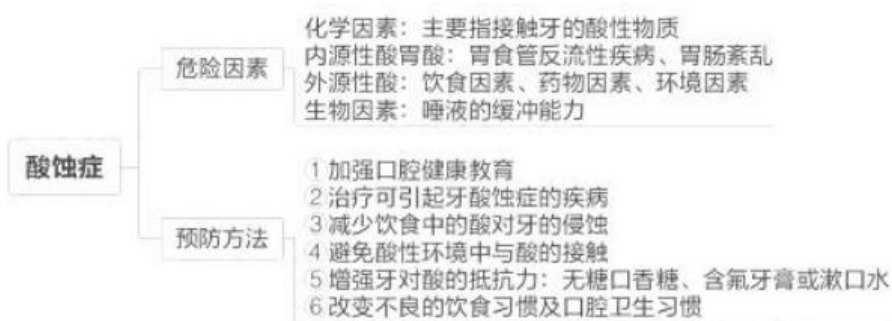 酸蚀症
危险因素
化学因素：主要指接触牙的酸性物质
内源性酸胃酸：胃食管反流性疾病、胃肠紊乱
外源性酸：饮食因素、药物因素、环境因素
生物因素：唾液的缓冲能力
预防方法
①加强口腔健康教育
②治疗可引起牙酸蚀症的疾病
③减少饮食中的酸对牙的侵蚀
④避免酸性环境中与酸的接触
⑤增强牙对酸的抵抗力：无糖口香糖、含氟牙膏或漱口水
⑥改变不良的饮食习惯及口腔卫生习惯